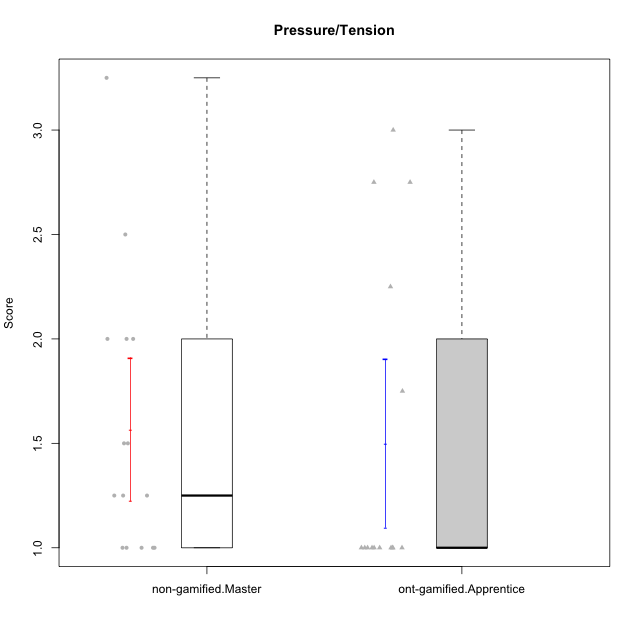 Pressure/Tension
Score
3.0
2.5
2.0
1.5
1.0
non-gamified.Master
ont-gamified.Apprentice